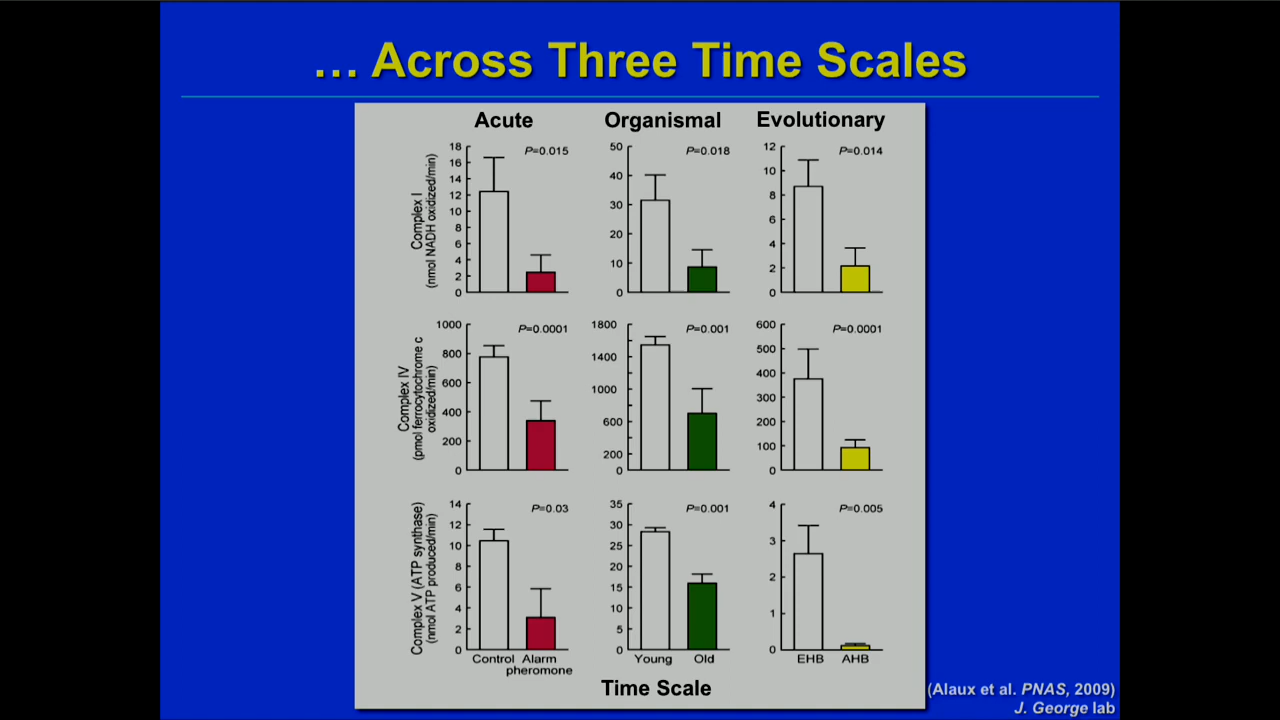 ... Across Three Time Scales
Acute
Organismal
Evolutionary
Complex I
(nmol NADH oxidized/min)
18
16
14
12
10
8
6
4
2
0
P=0.015
50
40
30
20
10
0
P=0.018
12
10
8
6
4
2
0
P=0.014
Complex IV
(pmol ferrocytochrome c
oxidized/min)
1000
800
600
400
200
0
P=0.0001
1800
1400
1000
600
200
0
P=0.001
600
500
400
300
200
100
0
P=0.0001
Complex V (ATP synthase)
(nmol ATP produced/min)
14
12
10
8
6
4
2
0
P=0.03
35
30
25
20
15
10
5
0
P=0.001
4
3
2
1
0
P=0.005
Control
Alarm
pheromone
Young
Old
EHB
AHB
Time Scale
(Alaux et al. PNAS, 2009)
J. George lab